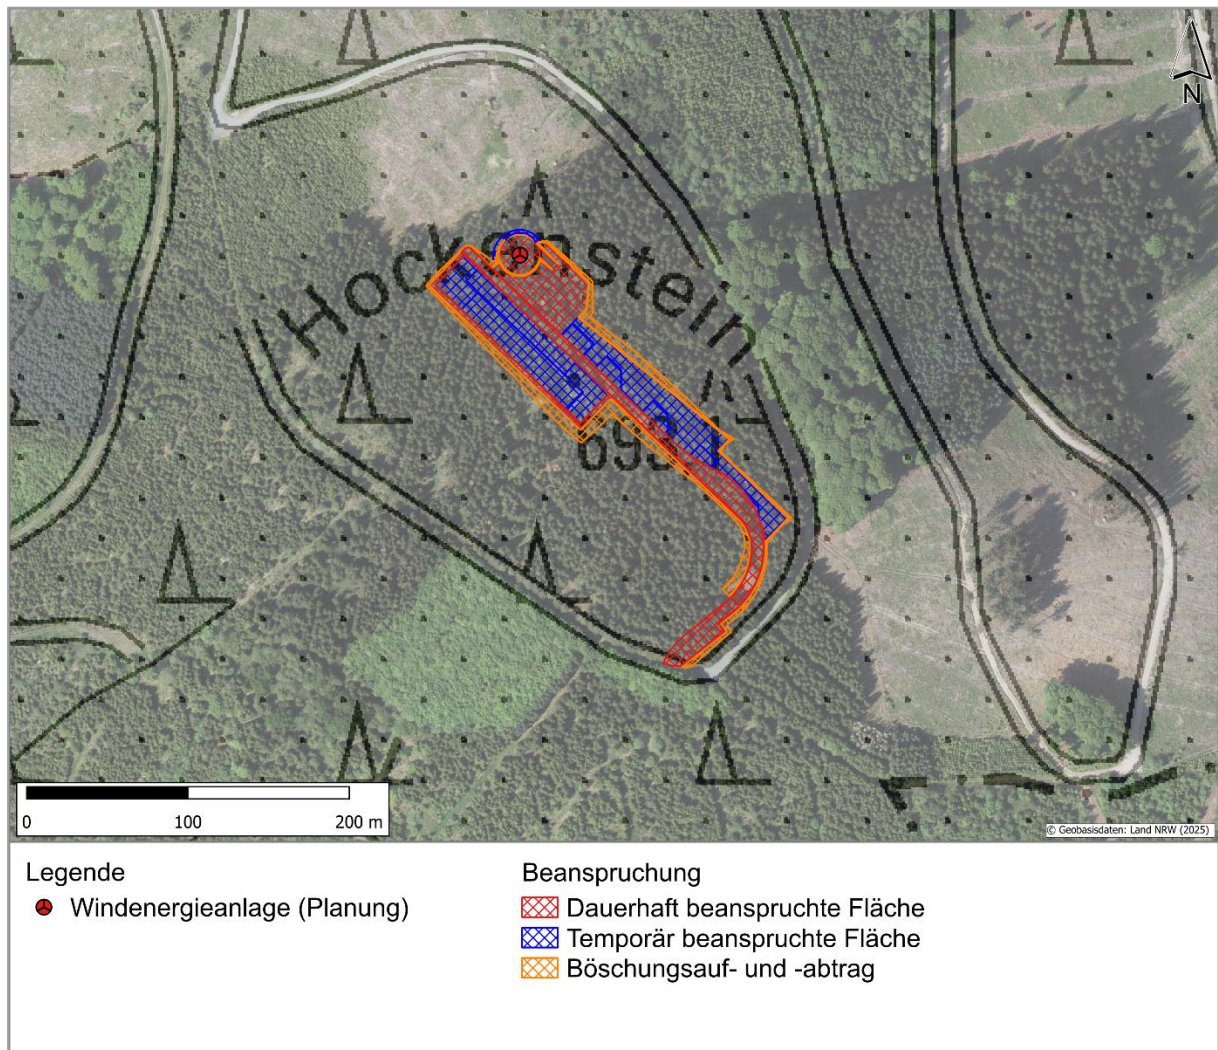 N
Hockenstein
0 100 200 m
© Geobasisdaten: Land NRW (2025)
Legende
Windenergieanlage (Planung)
Beanspruchung
Dauerhaft beanspruchte Fläche
Temporär beanspruchte Fläche
Böschungsauf- und -abtrag